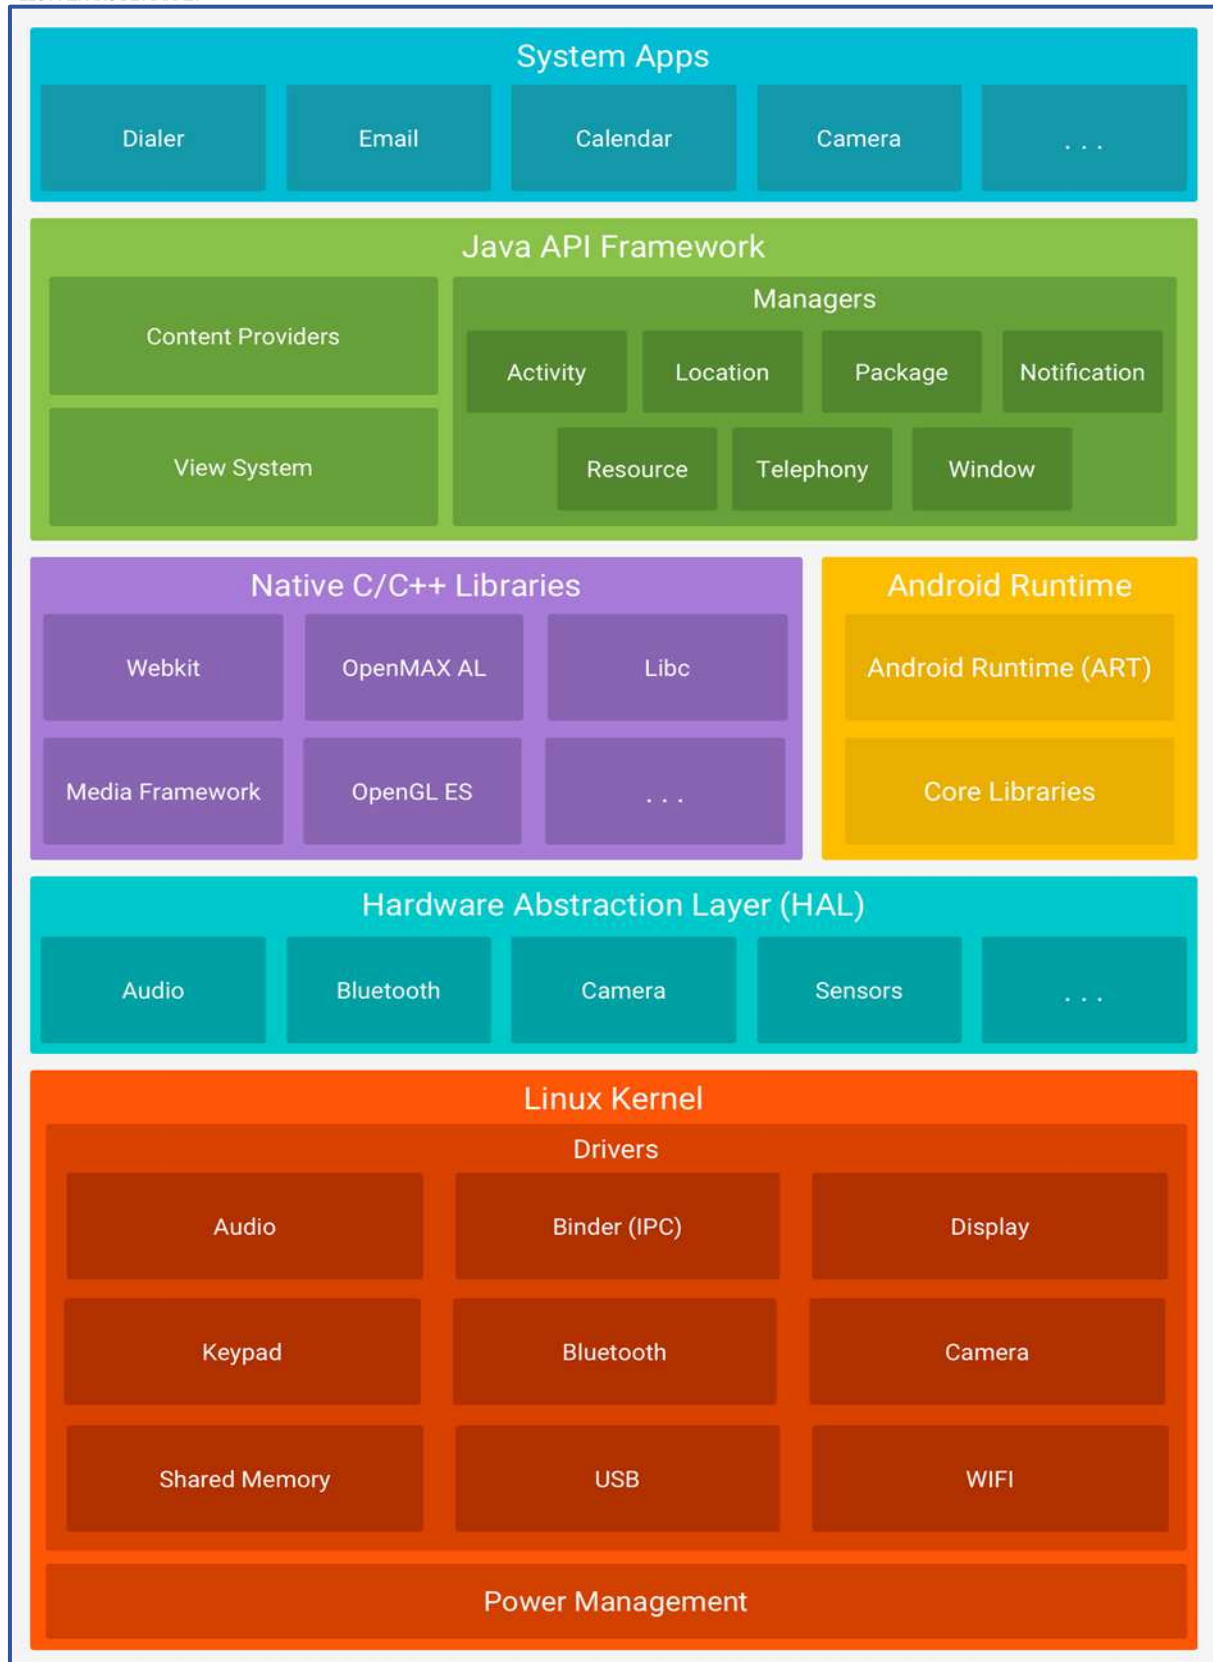 System Apps
Dialer
Email
Calendar
Camera
. . .
Java API Framework
Content Providers
View System
Managers
Activity
Location
Package
Notification
Resource
Telephony
Window
Native C/C++ Libraries
Webkit
OpenMAX AL
Libc
Media Framework
OpenGL ES
. . .
Android Runtime
Android Runtime (ART)
Core Libraries
Hardware Abstraction Layer (HAL)
Audio
Bluetooth
Camera
Sensors
. . .
Linux Kernel
Drivers
Audio
Binder (IPC)
Display
Keypad
Bluetooth
Camera
Shared Memory
USB
WIFI
Power Management